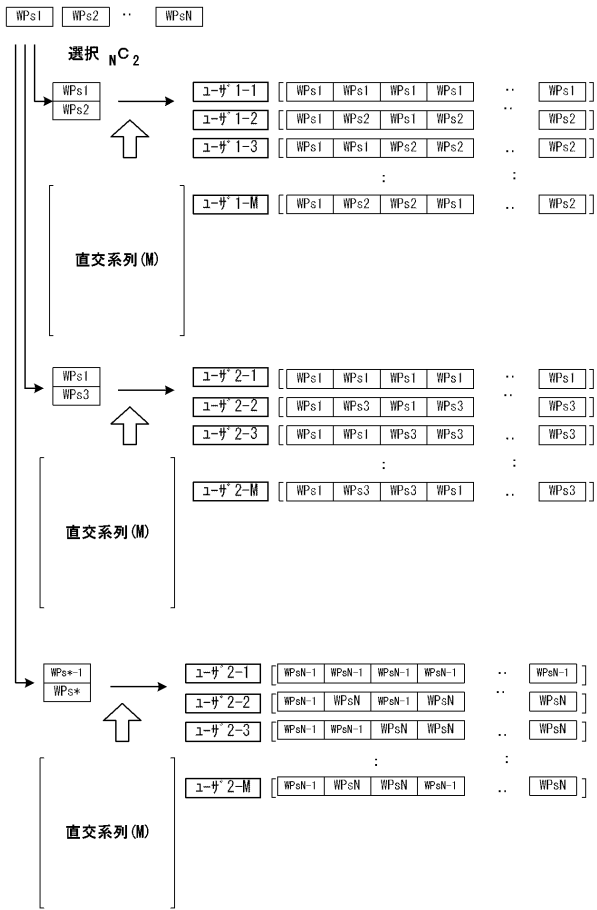 WPs1 WPs2 ‥ WPsN
選択 NC2
WPs1
WPs2
ユーザ1-1 [ WPs1 WPs1 WPs1 WPs1 ‥ WPs1 ]
ユーザ1-2 [ WPs1 WPs2 WPs1 WPs2 ‥ WPs2 ]
ユーザ1-3 [ WPs1 WPs1 WPs2 WPs2 ‥ WPs2 ]
: :
ユーザ1-M [ WPs1 WPs2 WPs2 WPs1 ‥ WPs2 ]
直交系列(M)
WPs1
WPs3
ユーザ2-1 [ WPs1 WPs1 WPs1 WPs1 ‥ WPs1 ]
ユーザ2-2 [ WPs1 WPs3 WPs1 WPs3 ‥ WPs3 ]
ユーザ2-3 [ WPs1 WPs1 WPs3 WPs3 ‥ WPs3 ]
: :
ユーザ2-M [ WPs1 WPs3 WPs3 WPs1 ‥ WPs3 ]
直交系列(M)
WPs*-1
WPs*
ユーザ2-1 [ WPsN-1 WPsN-1 WPsN-1 WPsN-1 ‥ WPsN-1 ]
ユーザ2-2 [ WPsN-1 WPsN WPsN-1 WPsN ‥ WPsN ]
ユーザ2-3 [ WPsN-1 WPsN-1 WPsN WPsN ‥ WPsN ]
: :
ユーザ2-M [ WPsN-1 WPsN WPsN WPsN-1 ‥ WPsN ]
直交系列(M)